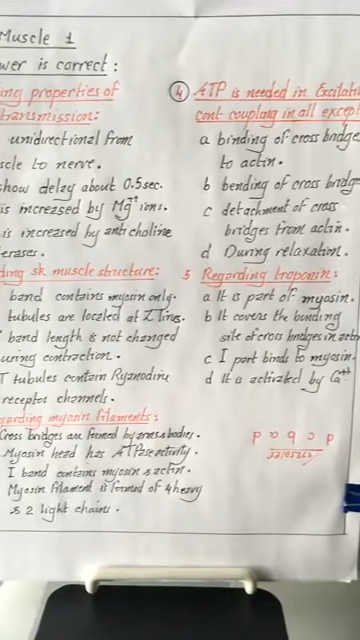 Muscle 1
wer is correct:
ing properties of
transmission:
unidirectional from
scle to nerve.
show delay about 0.5sec.
is increased by Mg++ ions.
is increased by anticholine
erases.
ding sk muscle structure:
band contains myosin only.
tubules are located at Z lines.
band length is not changed
uring contraction.
T tubules contain Ryanodine
receptor channels.
garding myosin filaments:
Cross bridges are formed by arms & bodies.
Myosin head has ATPase activity.
I band contains myosin & actin.
Myosin filament is formed of 4 heavy
& 2 light chains.
4 ATP is needed in Excitation
cont coupling in all except
a binding of cross bridge
to actin.
b bending of cross bridge
c detachment of cross
bridges from actin.
d During relaxation.
5 Regarding troponin:
a It is part of myosin.
b It covers the binding
site of cross bridges in actin
c I part binds to myosin.
d It is activated by Ca++
answers
d c b a d